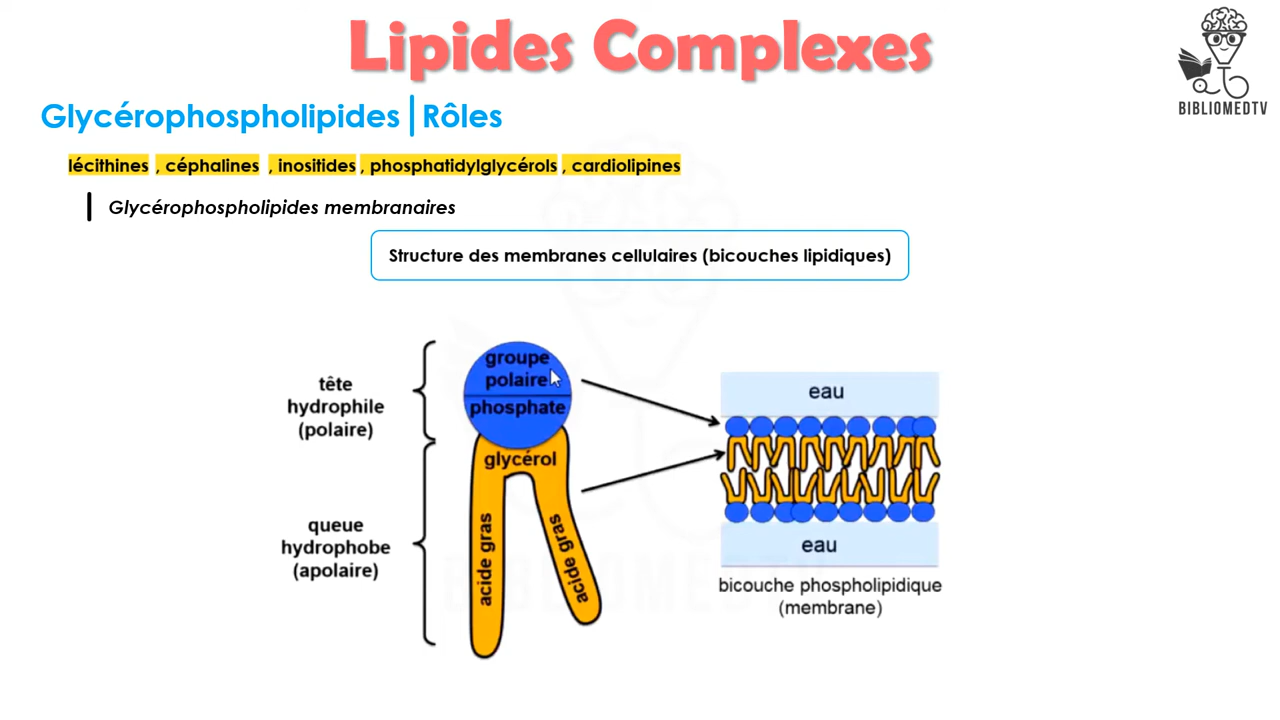 Lipides Complexes
BIBLIOMEDTV
Glycérophospholipides | Rôles
lécithines , céphalines , inositides , phosphatidylglycérols , cardiolipines
Glycérophospholipides membranaires
Structure des membranes cellulaires (bicouches lipidiques)
tête
hydrophile
(polaire)
groupe
polaire
phosphate
glycérol
acide gras
acide gras
queue
hydrophobe
(apolaire)
eau
eau
bicouche phospholipidique
(membrane)
BIBLIOMEDTV